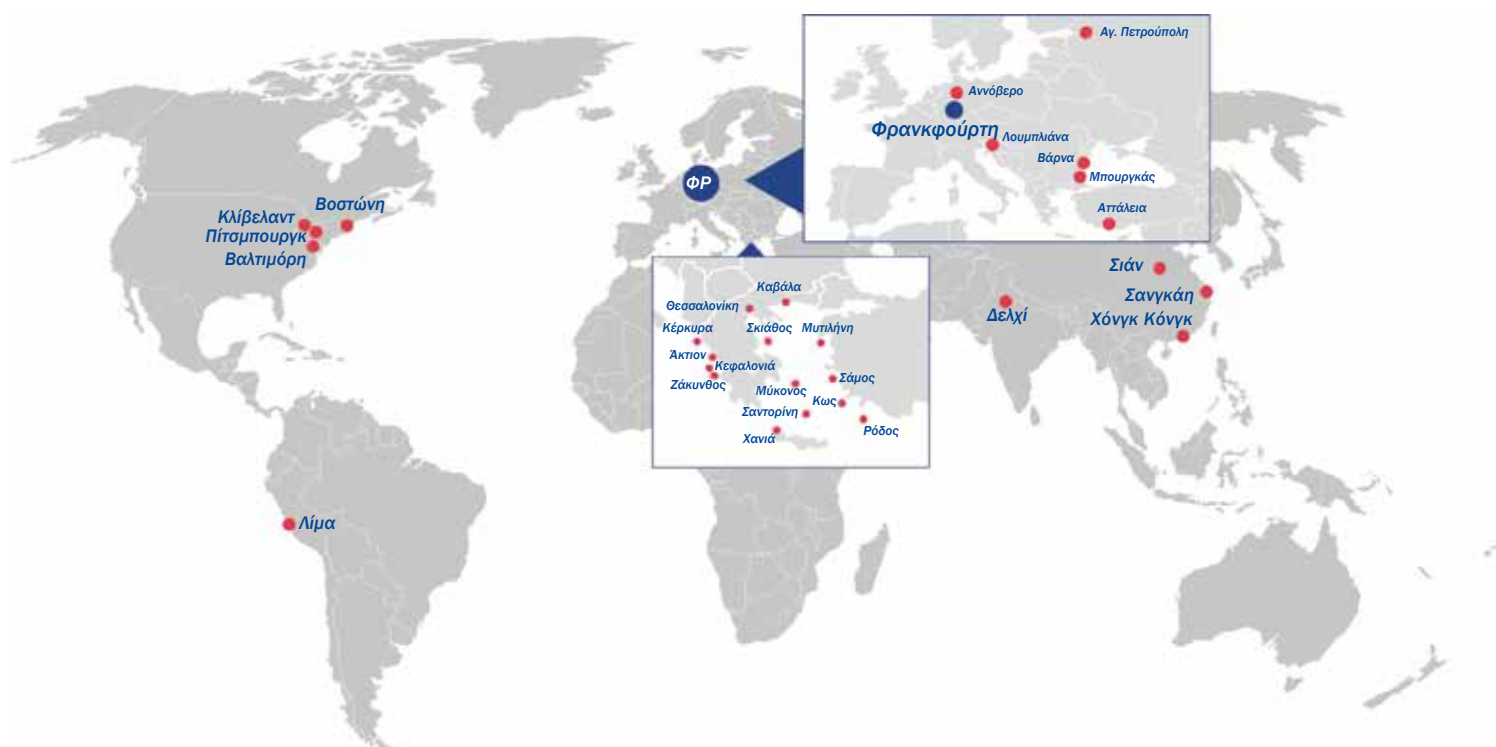 Αγ. Πετρούπολη
Αννόβερο
Φρανκφούρτη
Λουμπλιάνα
Βάρνα
Μπουργκάς
Αττάλεια
ΦΡ
Βοστώνη
Κλίβελαντ
Πίτσμπουργκ
Βαλτιμόρη
Σιάν
Σανγκάη
Δελχί
Χόνγκ Κόνγκ
Καβάλα
Θεσσαλονίκη
Κέρκυρα
Σκιάθος
Μυτιλήνη
Άκτιον
Κεφαλονιά
Ζάκυνθος
Σάμος
Μύκονος
Κως
Σαντορίνη
Ρόδος
Χανιά
Λίμα